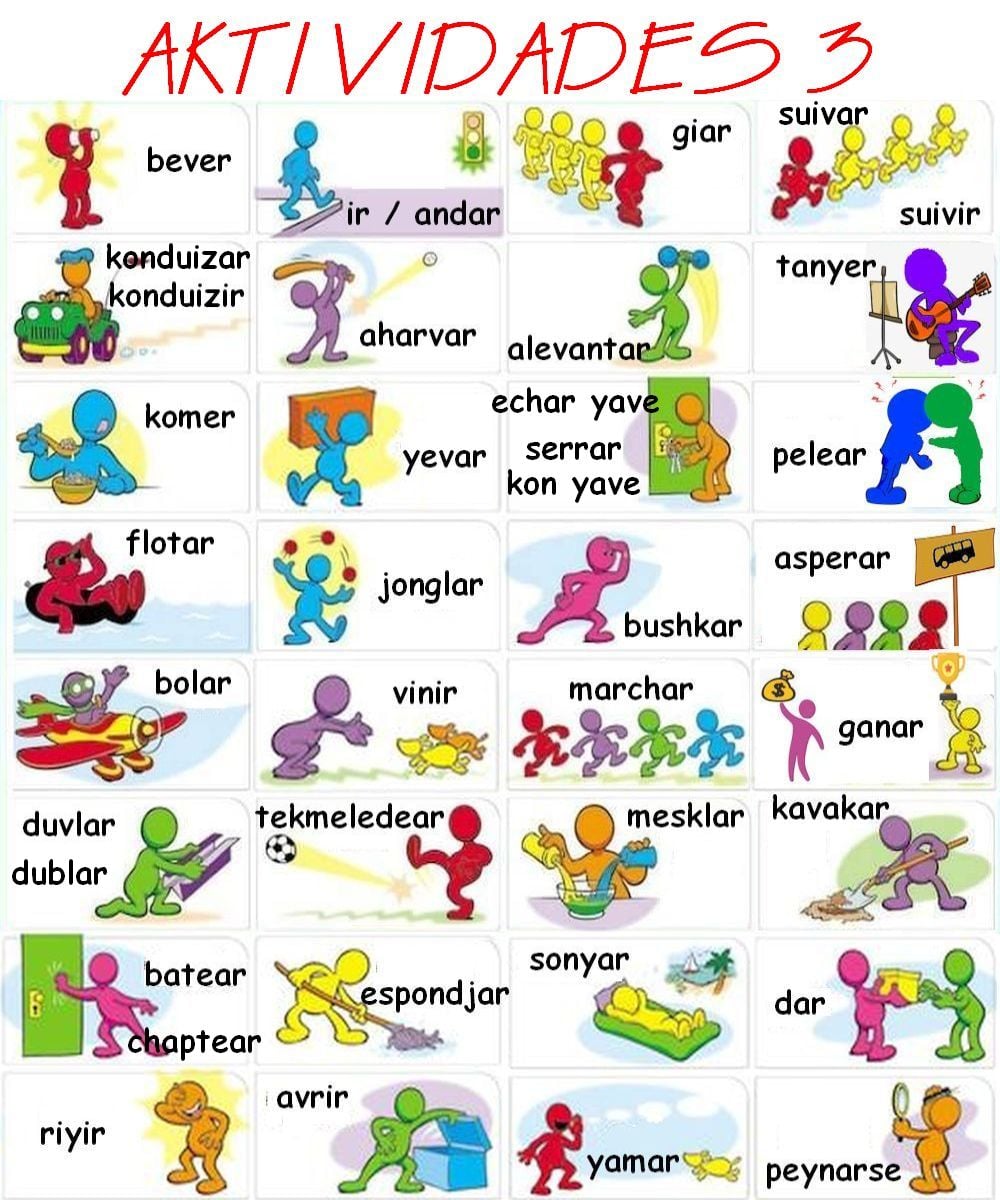 AKTIVIDADES 3
bever
ir / andar
giar
suivar
suivir
konduizar
konduizir
aharvar
alevantar
tanyer
komer
yevar
echar yave
serrar
kon yave
pelear
flotar
jonglar
bushkar
asperar
bolar
vinir
marchar
$
ganar
duvlar
dublar
tekmeledear
mesklar
kavakar
batear
chaptear
espondjar
sonyar
dar
riyir
avrir
yamar
peynarse